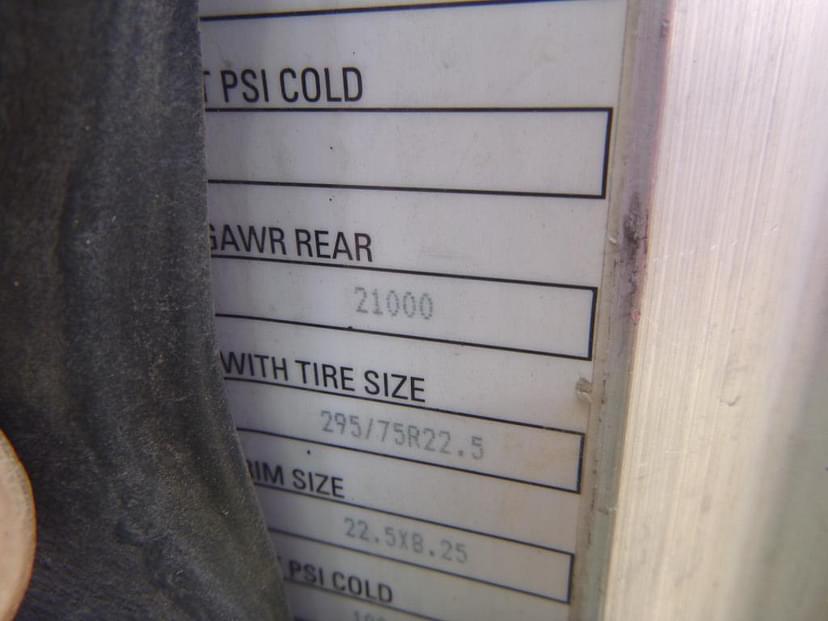 PSI COLD
GAWR REAR
21000
WITH TIRE SIZE
295/75R22.5
RIM SIZE
22.5X8.25
PSI COLD